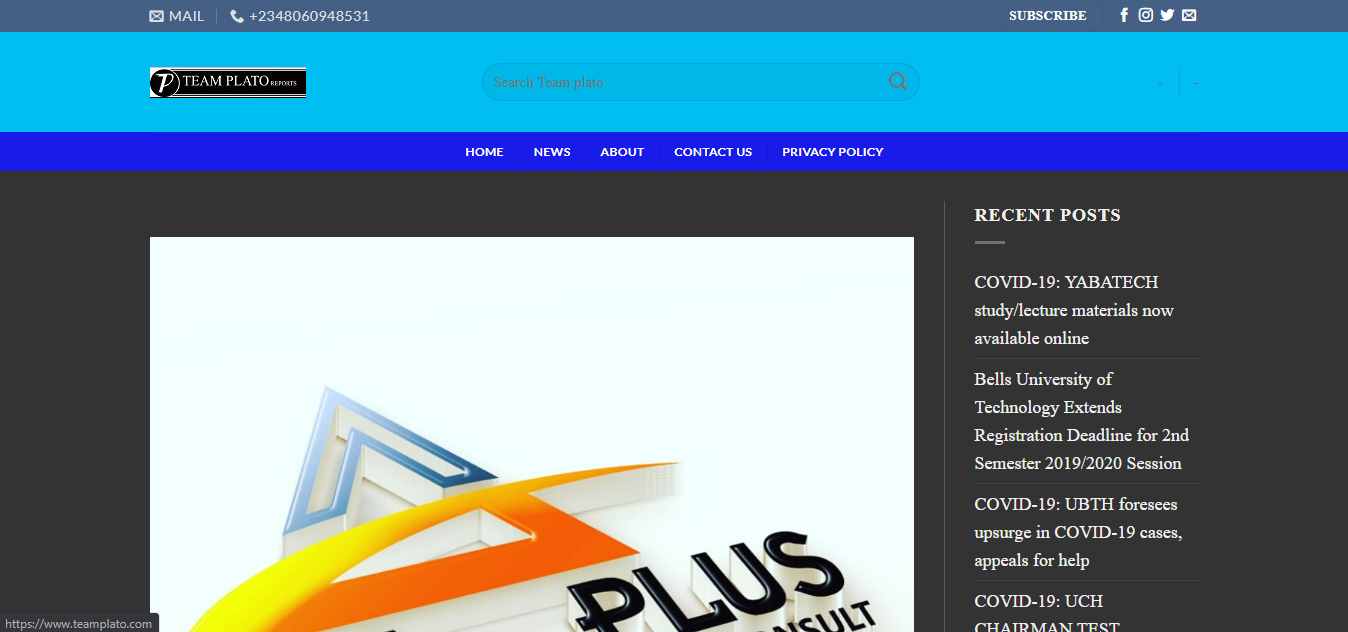 MAIL
+2348060948531
SUBSCRIBE
TEAM PLATO REPORTS
Search Team plato
-
-
HOME
NEWS
ABOUT
CONTACT US
PRIVACY POLICY
RECENT POSTS
COVID-19: YABATECH
study/lecture materials now
available online
Bells University of
Technology Extends
Registration Deadline for 2nd
Semester 2019/2020 Session
COVID-19: UBTH foresees
upsurge in COVID-19 cases,
appeals for help
COVID-19: UCH
CHAIRMAN TEST
PLUS
https://www.teamplato.com